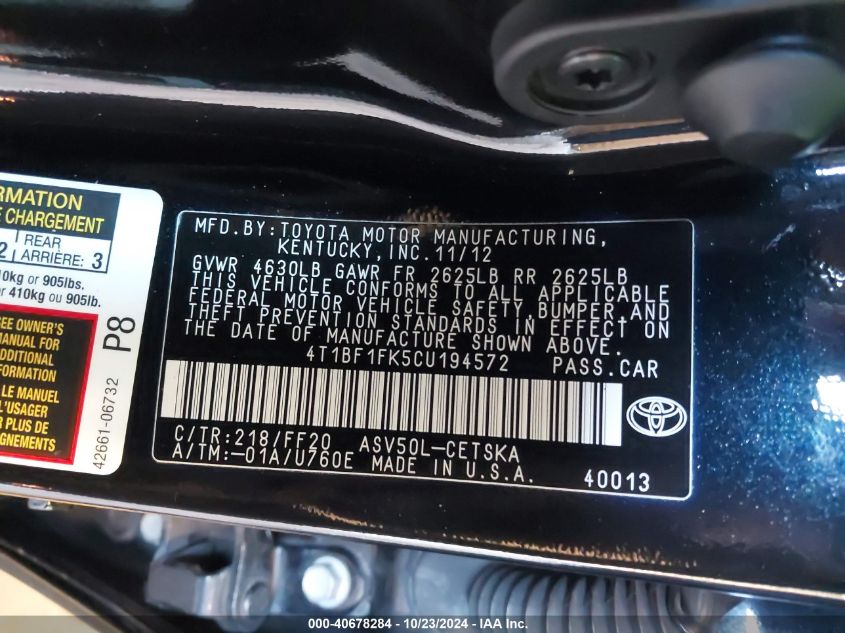 RMATION
E CHARGEMENT
2 REAR ARRIÈRE: 3
10kg or 905lbs.
r 410kg ou 905lb.
SEE OWNER'S
MANUAL FOR
ADDITIONAL
INFORMATION
LE MANUEL
L'USAGER
PLUS
IGNEMENTS
P8
42661-06732
MFD.BY:TOYOTA MOTOR MANUFACTURING,
KENTUCKY,INC.11/12
GVWR 4630LB GAWR FR 2625LB RR 2625LB
THIS VEHICLE CONFORMS TO ALL APPLICABLE
FEDERAL MOTOR VEHICLE SAFETY,BUMPER,AND
THEFT PREVENTION STANDARDS IN EFFECT ON
THE DATE OF MANUFACTURE SHOWN ABOVE.
4T1BF1FK5CU194572 PASS.CAR
C/TR:218/FF20 ASV50L-CETSKA
A/TM:-01A/U760E MADE IN U.S.A.
40013
000-40678284 - 10/23/2024 - IAA Inc.